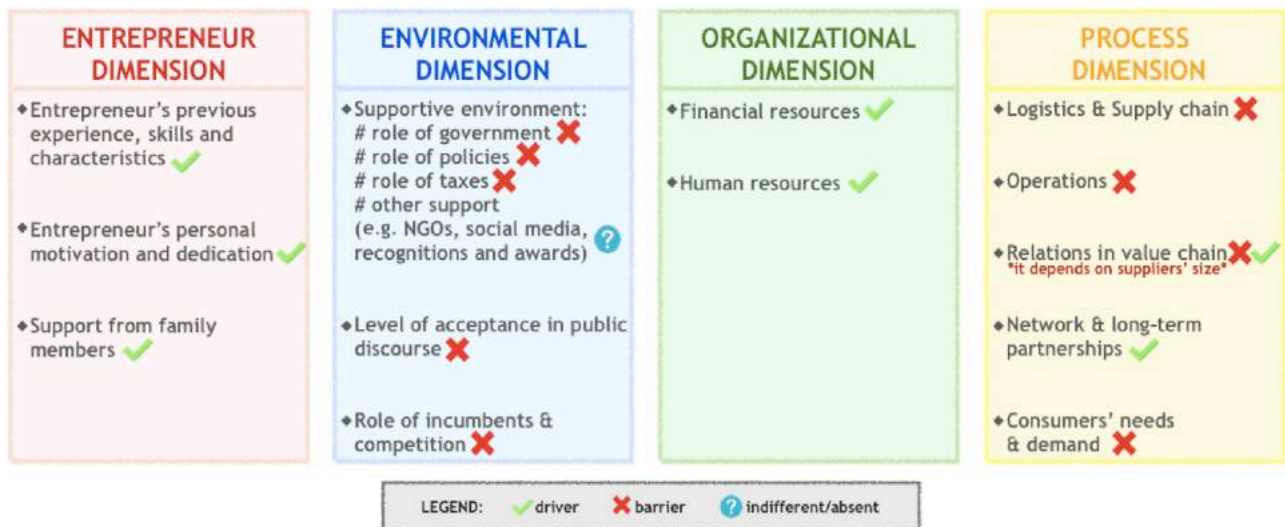 ENTREPRENEUR
DIMENSION
◆Entrepreneur's previous
experience, skills and
characteristics ✔
◆Entrepreneur's personal
motivation and dedication ✔
◆Support from family
members ✔
ENVIRONMENTAL
DIMENSION
◆Supportive environment:
# role of government ✖
# role of policies ✖
# role of taxes ✖
# other support
(e.g. NGOs, social media,
recognitions and awards) ?
◆Level of acceptance in public
discourse ✖
◆Role of incumbents &
competition ✖
ORGANIZATIONAL
DIMENSION
◆Financial resources ✔
◆Human resources ✔
PROCESS
DIMENSION
◆Logistics & Supply chain ✖
◆Operations ✖
◆Relations in value chain ✖ ✔
*it depends on suppliers' size*
◆Network & long-term
partnerships ✔
◆Consumers' needs
& demand ✖
LEGEND: ✔ driver ✖ barrier ? indifferent/absent